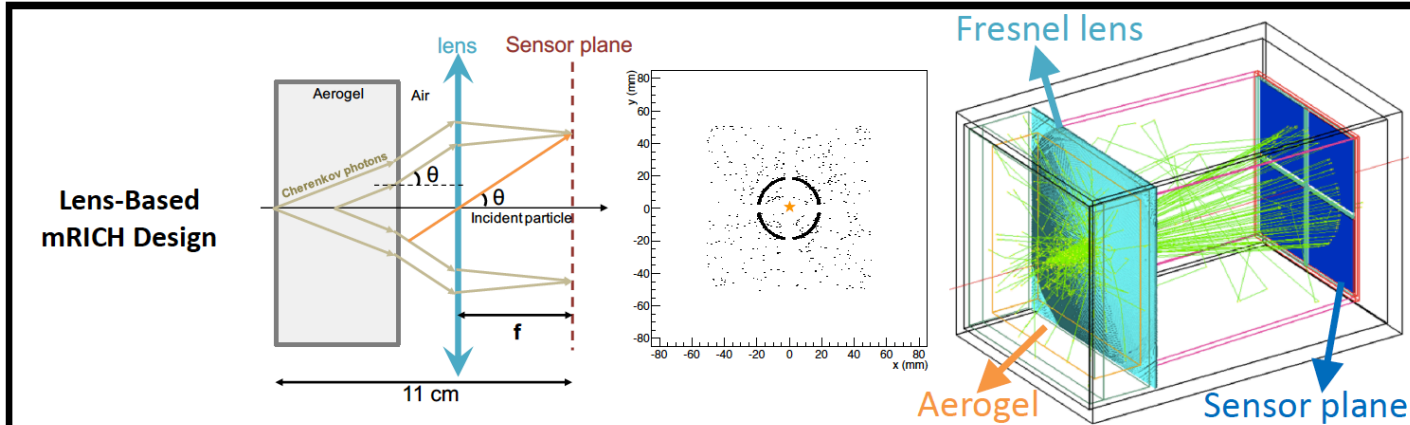 Lens-Based
mRICH Design
lens
Sensor plane
Aerogel
Air
Cherenkov photons
θ
θ
Incident particle
f
11 cm
y (mm)
80
60
40
20
0
-20
-40
-60
-80
-80 -60 -40 -20 0 20 40 60 80
x (mm)
Fresnel lens
Aerogel
Sensor plane